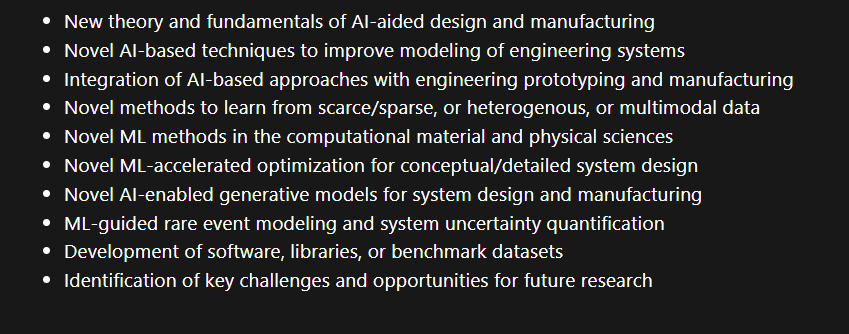 • New theory and fundamentals of AI-aided design and manufacturing
• Novel AI-based techniques to improve modeling of engineering systems
• Integration of AI-based approaches with engineering prototyping and manufacturing
• Novel methods to learn from scarce/sparse, or heterogenous, or multimodal data
• Novel ML methods in the computational material and physical sciences
• Novel ML-accelerated optimization for conceptual/detailed system design
• Novel AI-enabled generative models for system design and manufacturing
• ML-guided rare event modeling and system uncertainty quantification
• Development of software, libraries, or benchmark datasets
• Identification of key challenges and opportunities for future research